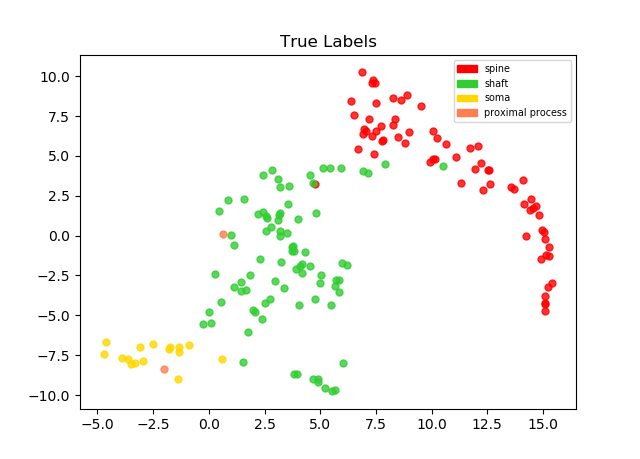 True Labels
10.0
7.5
5.0
2.5
0.0
−2.5
−5.0
−7.5
−10.0
spine
shaft
soma
proximal process
−5.0 −2.5 0.0 2.5 5.0 7.5 10.0 12.5 15.0